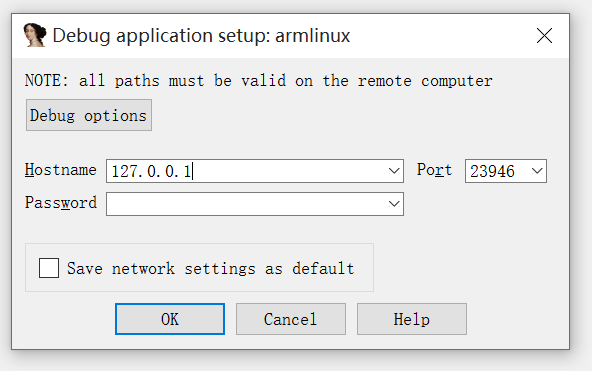 Debug application setup: armlinux
NOTE: all paths must be valid on the remote computer
Debug options
Hostname 127.0.0.1 Port 23946
Password
Save network settings as default
OK Cancel Help